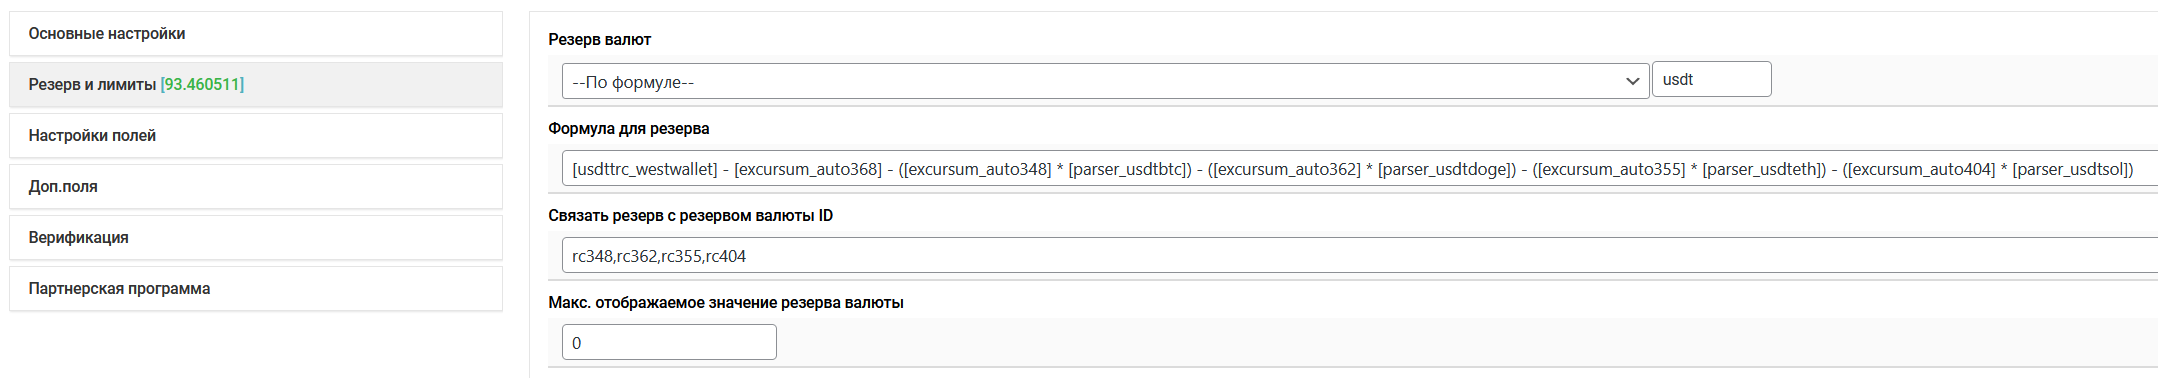 Основные настройки
Резерв и лимиты [93.460511]
Настройки полей
Доп.поля
Верификация
Партнерская программа
Резерв валют
--По формуле--
usdt
Формула для резерва
[usdttrc_westwallet] - [excursum_auto368] - ([excursum_auto348] * [parser_usdtbtc]) - ([excursum_auto362] * [parser_usdtdoge]) - ([excursum_auto355] * [parser_usdteth]) - ([excursum_auto404] * [parser_usdtsol])
Связать резерв с резервом валюты ID
rc348,rc362,rc355,rc404
Макс. отображаемое значение резерва валюты
0